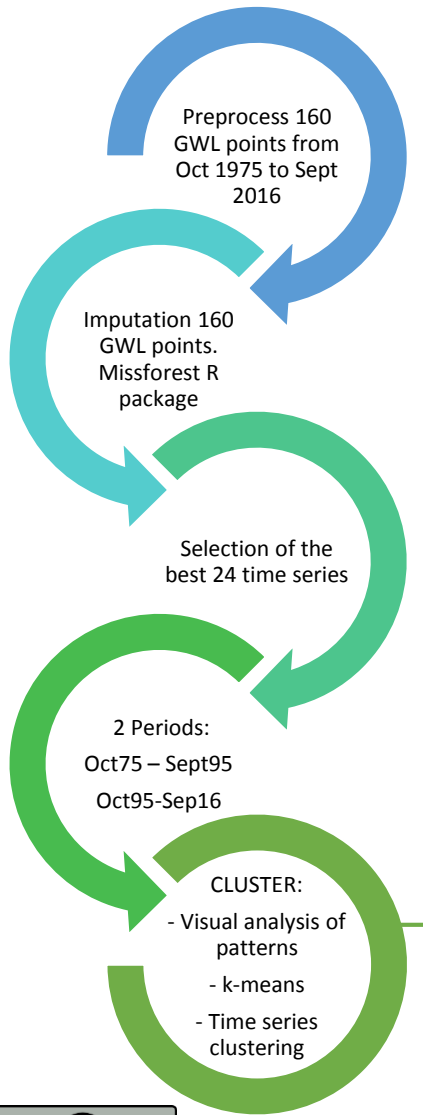 Preprocess 160
GWL points from
Oct 1975 to Sept
2016
Imputation 160
GWL points.
Missforest R
package
Selection of the
best 24 time series
2 Periods:
Oct75 – Sept95
Oct95-Sep16
CLUSTER:
- Visual analysis of
patterns
- k-means
- Time series
clustering